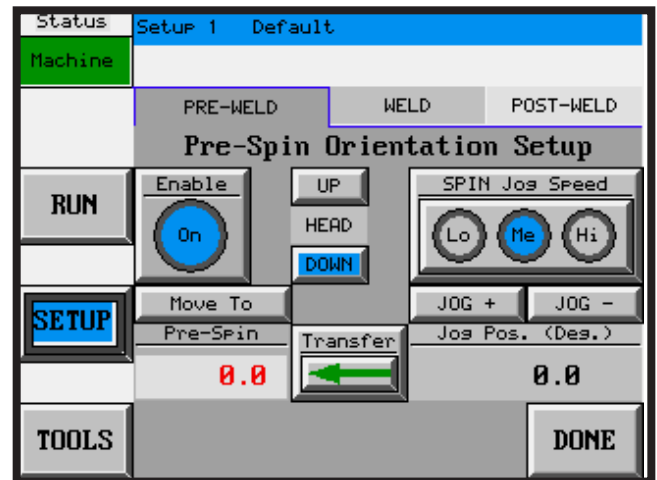 Status
Setup 1 Default
Machine
PRE-WELD
WELD
POST-WELD
Pre-Spin Orientation Setup
RUN
Enable
On
UP
HEAD
DOWN
SPIN Jog Speed
Lo
Me
Hi
SETUP
Move To
JOG +
JOG -
Pre-Spin
0.0
Transfer
Jog Pos. (Deg.)
0.0
TOOLS
DONE